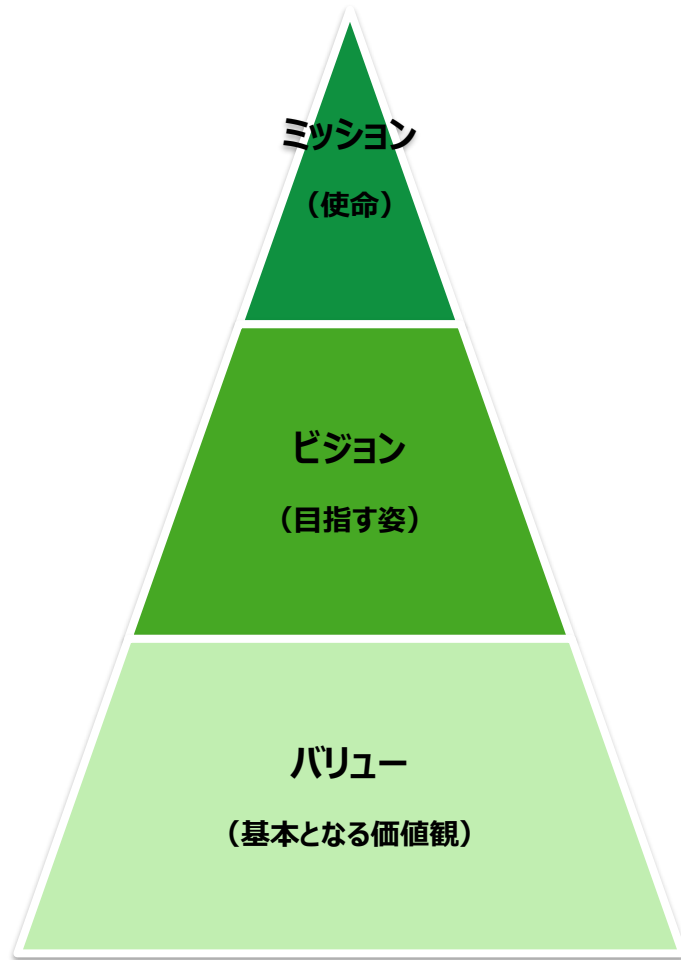 ミッション
（使命）
ビジョン
（目指す姿）
バリュー
（基本となる価値観）